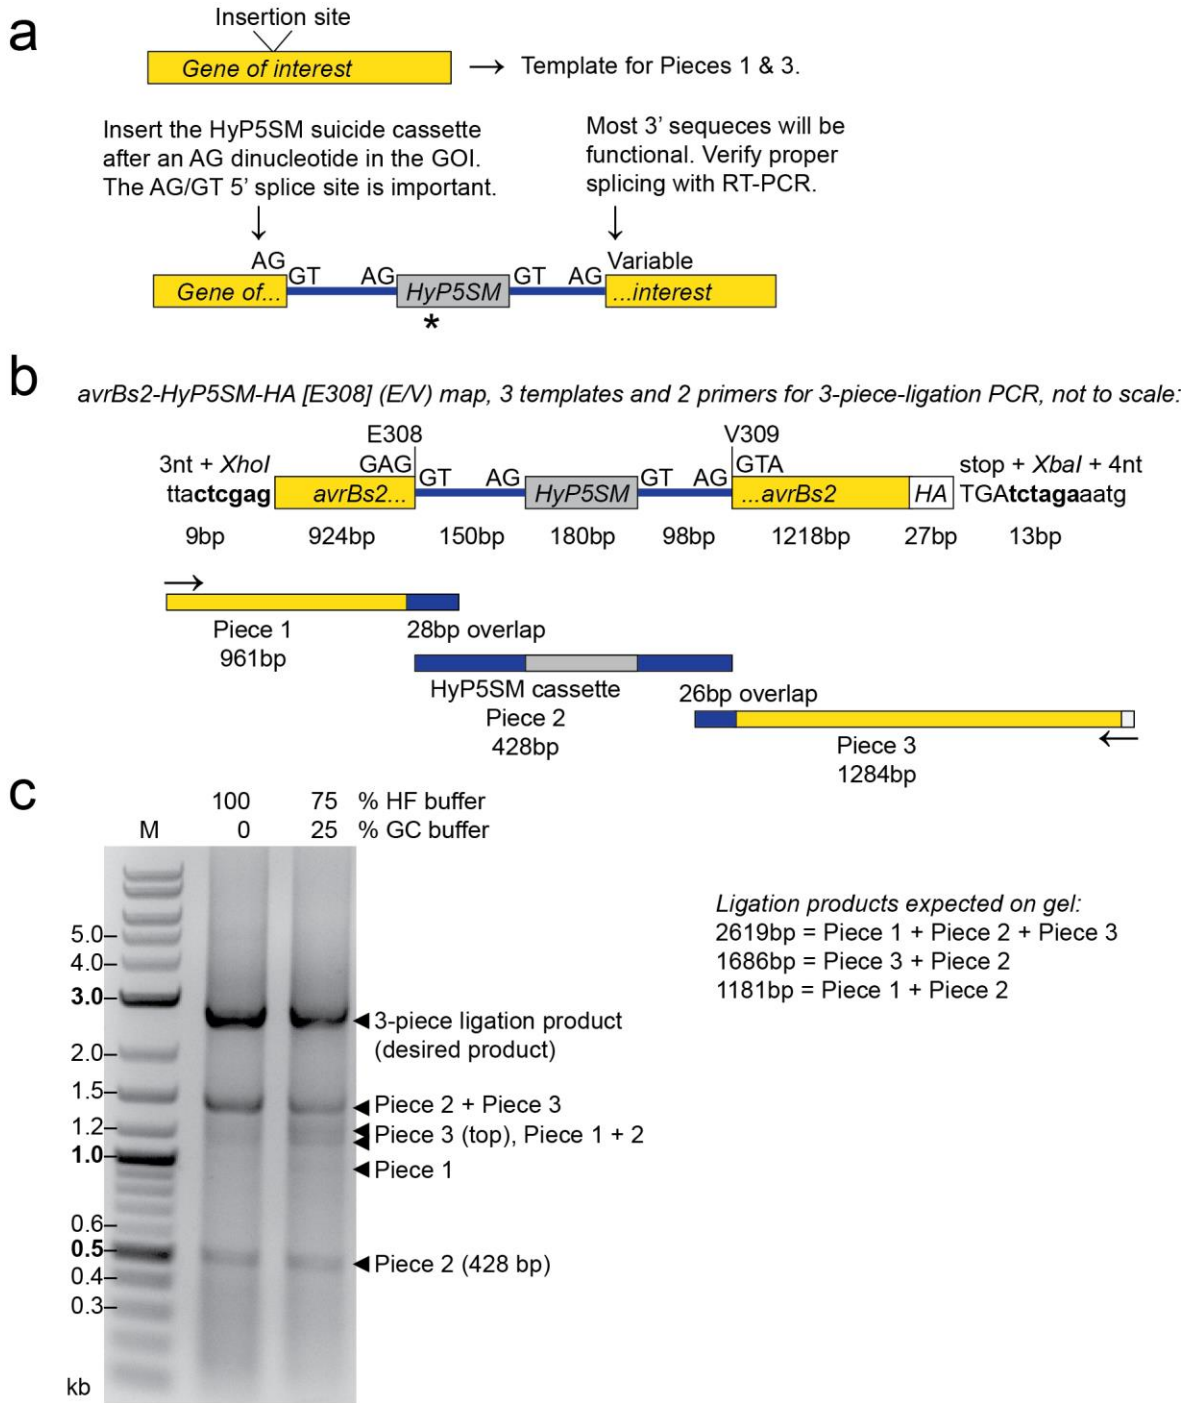 a
Insertion site
Gene of interest → Template for Pieces 1 & 3.
Insert the HyP5SM suicide cassette
after an AG dinucleotide in the GOI.
The AG/GT 5' splice site is important.
Most 3' sequeces will be
functional. Verify proper
splicing with RT-PCR.
AG GT AG GT AG Variable
Gene of... HyP5SM ...interest
*
b
avrBs2-HyP5SM-HA [E308] (E/V) map, 3 templates and 2 primers for 3-piece-ligation PCR, not to scale:
E308 V309
3nt + XhoI GAG GT AG GT AG GTA stop + XbaI + 4nt
ttactcgag avrBs2... HyP5SM ...avrBs2 HA TGAtctagaaatg
9bp 924bp 150bp 180bp 98bp 1218bp 27bp 13bp
Piece 1
961bp
28bp overlap
HyP5SM cassette
Piece 2
428bp
26bp overlap
Piece 3
1284bp
c
100 75 % HF buffer
M 0 25 % GC buffer
5.0
4.0
3.0
2.0
1.5
1.2
1.0
0.6
0.5
0.4
0.3
kb
3-piece ligation product
(desired product)
Piece 2 + Piece 3
Piece 3 (top), Piece 1 + 2
Piece 1
Piece 2 (428 bp)
Ligation products expected on gel:
2619bp = Piece 1 + Piece 2 + Piece 3
1686bp = Piece 3 + Piece 2
1181bp = Piece 1 + Piece 2